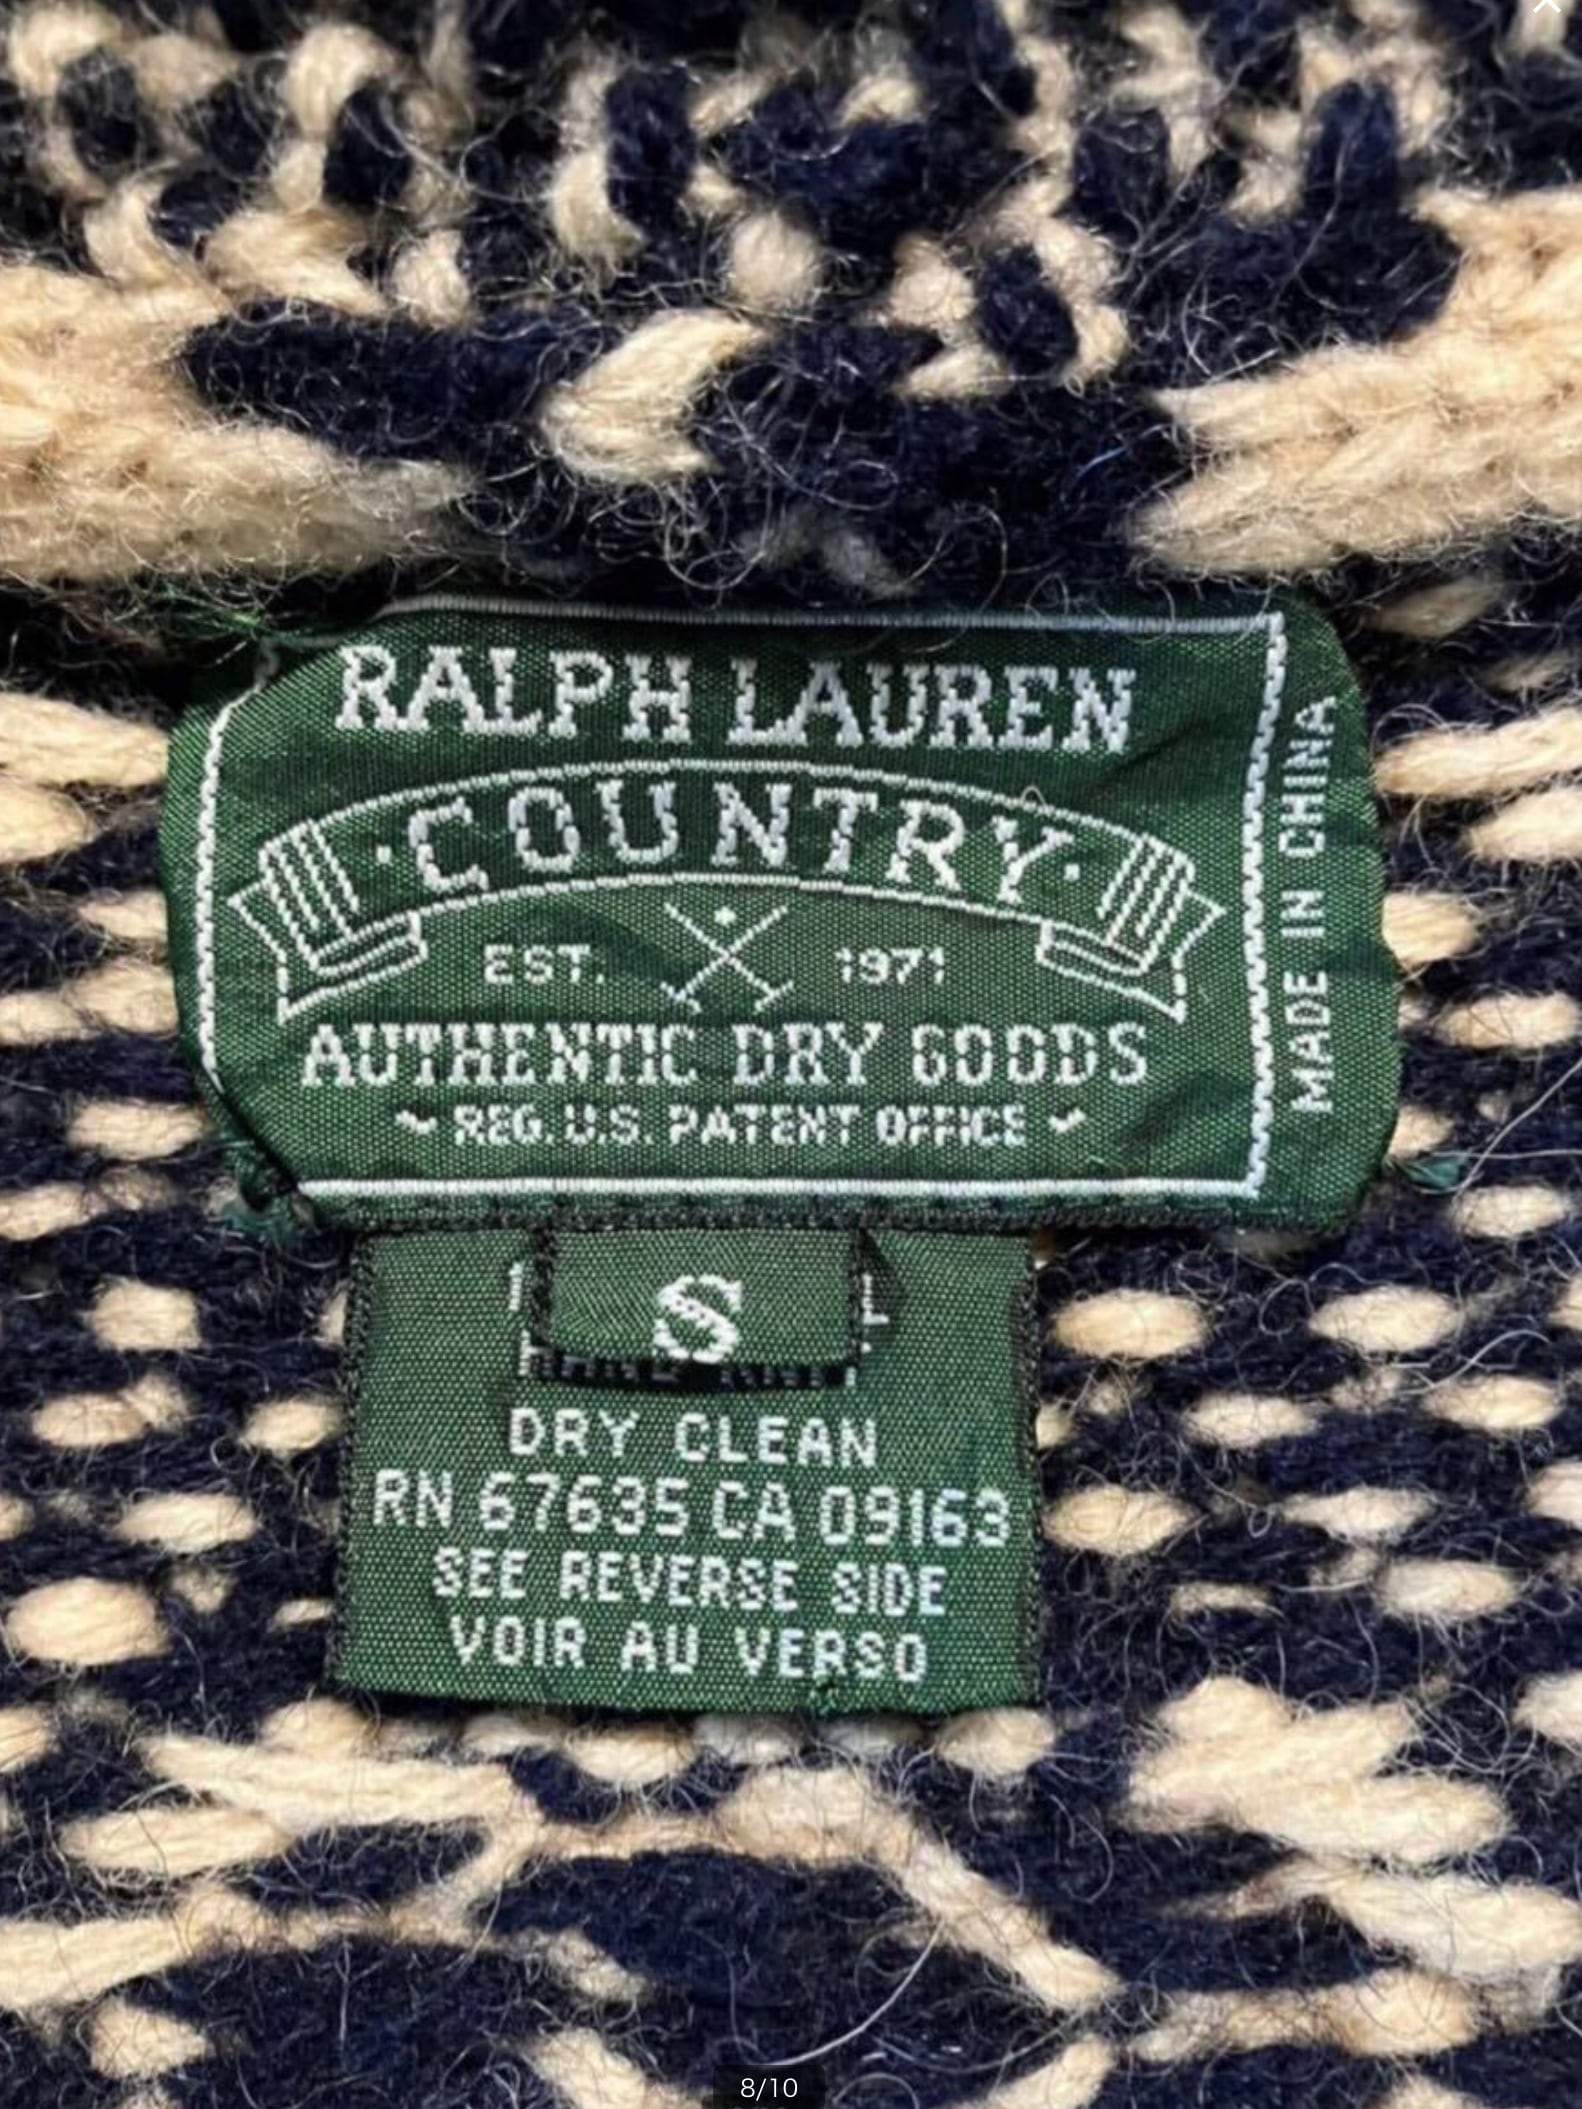 RALPH LAUREN
·COUNTRY·
EST. 1971
AUTHENTIC DRY GOODS
~ REG. U.S. PATENT OFFICE ~
MADE IN CHINA
S
DRY CLEAN
RN 67635 CA 09163
SEE REVERSE SIDE
VOIR AU VERSO
8/10